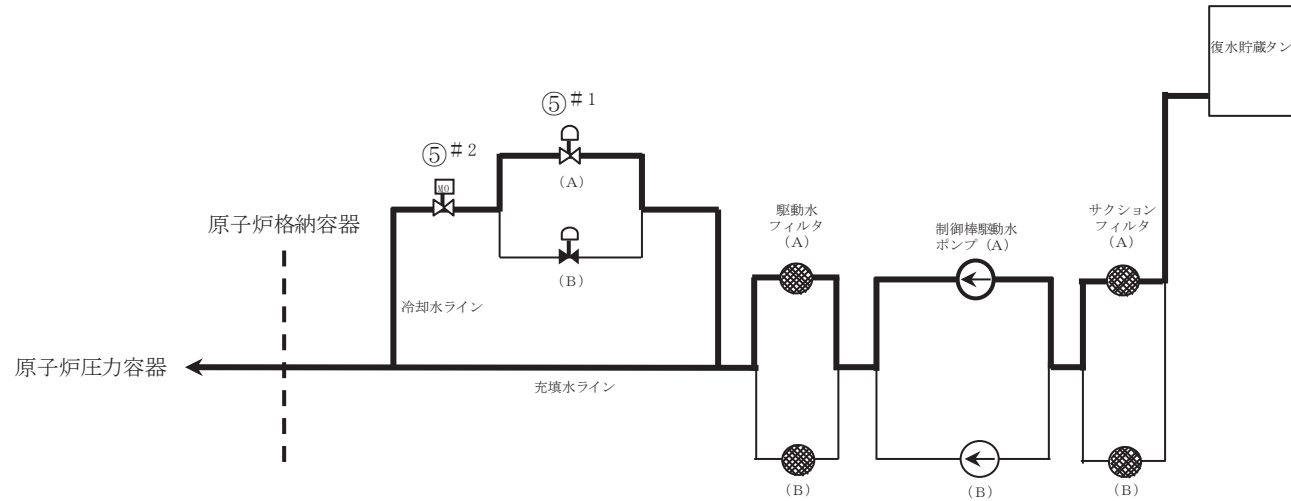 復水貯蔵タン
⑤#1
⑤#2
MO
(A)
(B)
原子炉格納容器
冷却水ライン
原子炉圧力容器
充填水ライン
駆動水
フィルタ
(A)
(B)
制御棒駆動水
ポンプ (A)
(B)
サクション
フィルタ
(A)
(B)